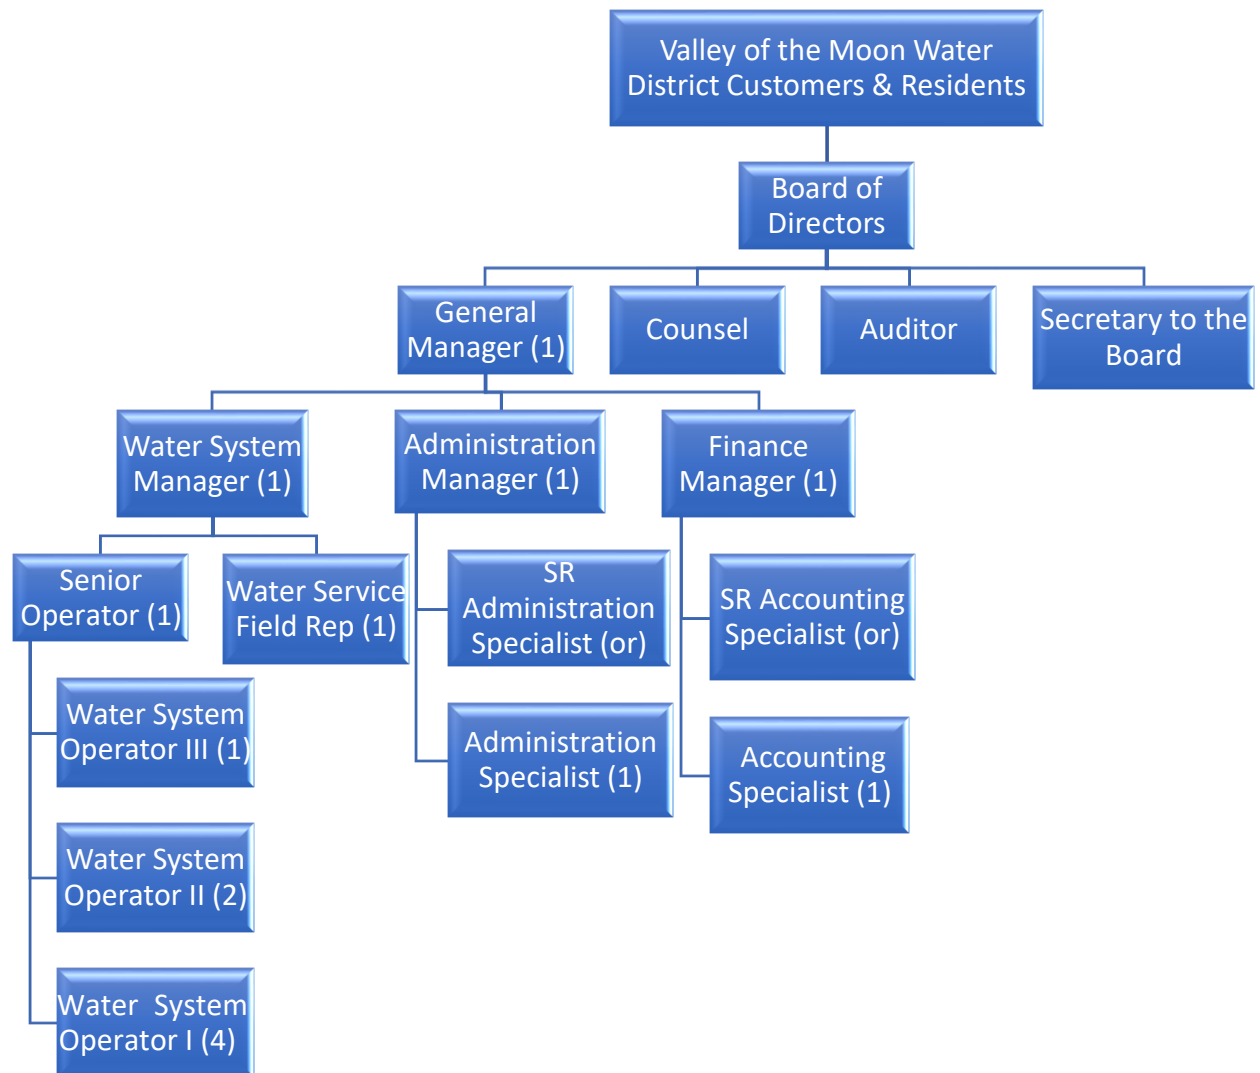 Valley of the Moon Water
District Customers & Residents
Board of
Directors
General
Manager (1)
Counsel
Auditor
Secretary to the
Board
Water System
Manager (1)
Administration
Manager (1)
Finance
Manager (1)
Senior
Operator (1)
Water Service
Field Rep (1)
SR
Administration
Specialist (or)
SR Accounting
Specialist (or)
Water System
Operator III (1)
Administration
Specialist (1)
Accounting
Specialist (1)
Water System
Operator II (2)
Water System
Operator I (4)